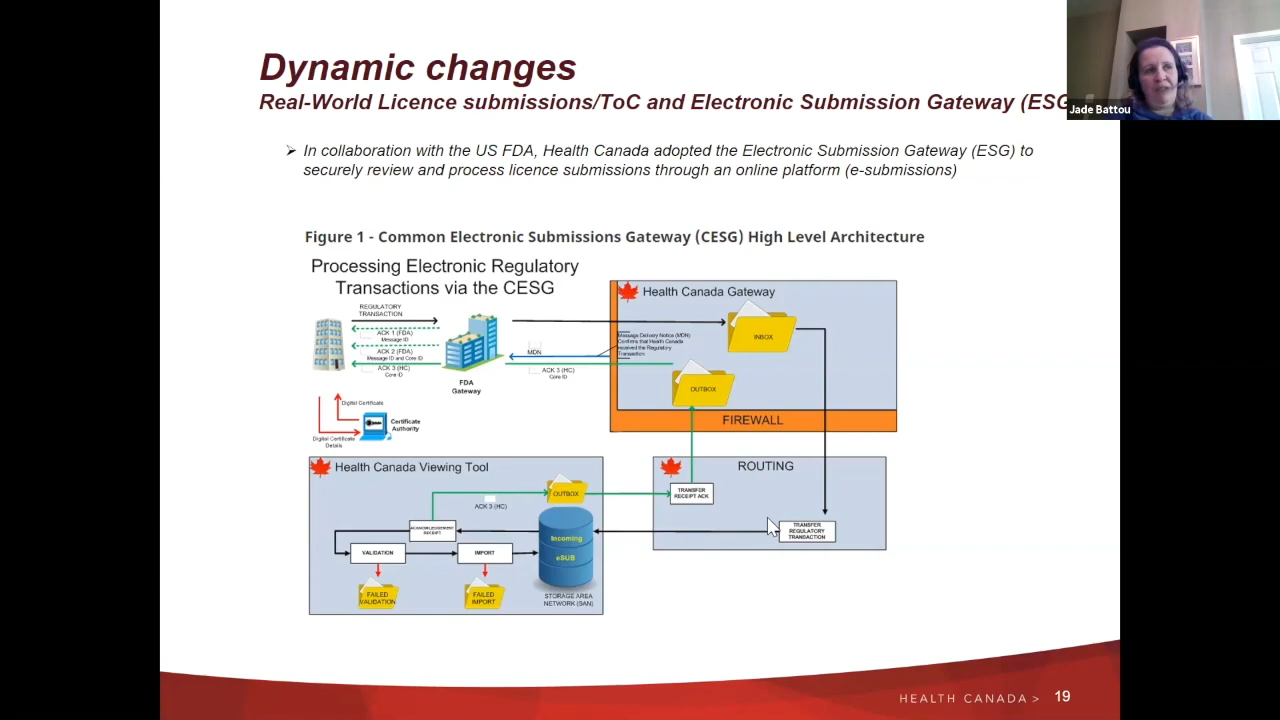 Dynamic changes
Real-World Licence submissions/ToC and Electronic Submission Gateway (ESG
Jade Battou
➢ In collaboration with the US FDA, Health Canada adopted the Electronic Submission Gateway (ESG) to
securely review and process licence submissions through an online platform (e-submissions)
Figure 1 - Common Electronic Submissions Gateway (CESG) High Level Architecture
Processing Electronic Regulatory
Transactions via the CESG
REGULATORY
TRANSACTION
ACK 1 (FDA)
Message ID
ACK 2 (FDA)
Message ID and Core ID
ACK 3 (HC)
Core ID
FDA
Gateway
MDN
ACK 3 (HC)
Core ID
Health Canada Gateway
Message Delivery Notice (MDN)
Confirms that Health Canada
received the Regulatory
Transaction.
INBOX
OUTBOX
FIREWALL
Digital Certificate
Certificate
Authority
Digital Certificate
Details
Health Canada Viewing Tool
OUTBOX
ACK 3 (HC)
ACKNOWLEDGEMENT
RECEIPT
VALIDATION
IMPORT
Incoming
eSUB
FAILED
VALIDATION
FAILED
IMPORT
STORAGE AREA
NETWORK (SAN)
ROUTING
TRANSFER
RECEIPT ACK
TRANSFER
REGULATORY
TRANSACTION
HEALTH CANADA >
19